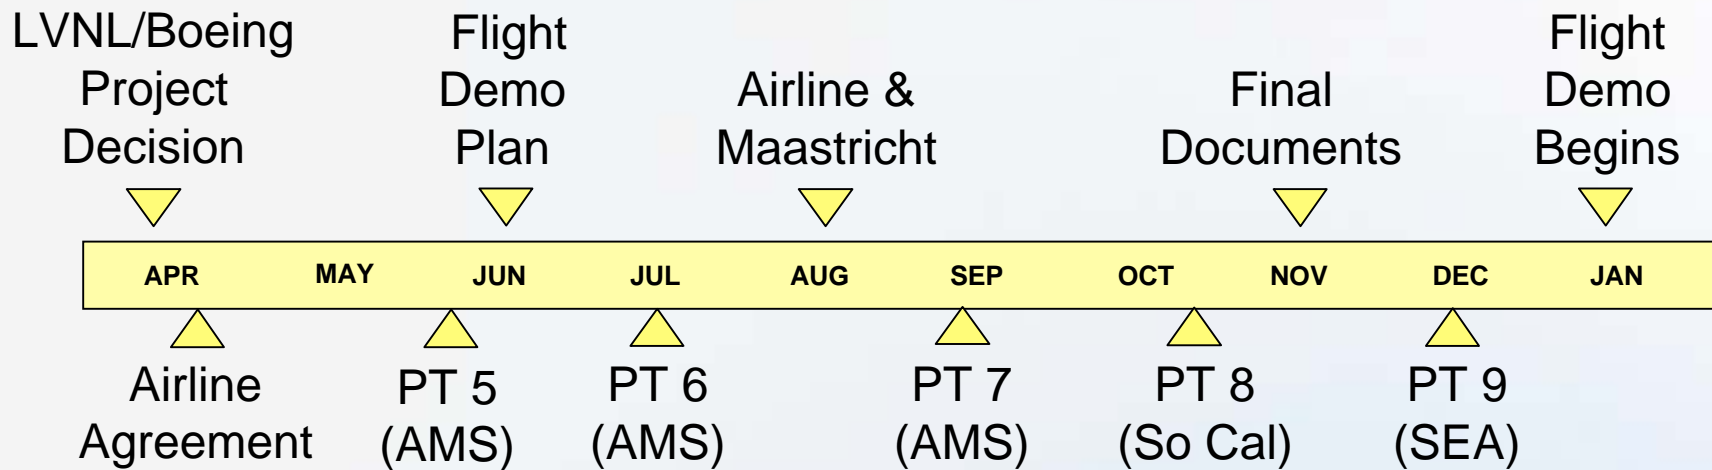 LVNL/Boeing
Project
Decision
Flight
Demo
Plan
Airline &
Maastricht
Final
Documents
Flight
Demo
Begins
APR MAY JUN JUL AUG SEP OCT NOV DEC JAN
Airline
Agreement
PT 5
(AMS)
PT 6
(AMS)
PT 7
(AMS)
PT 8
(So Cal)
PT 9
(SEA)